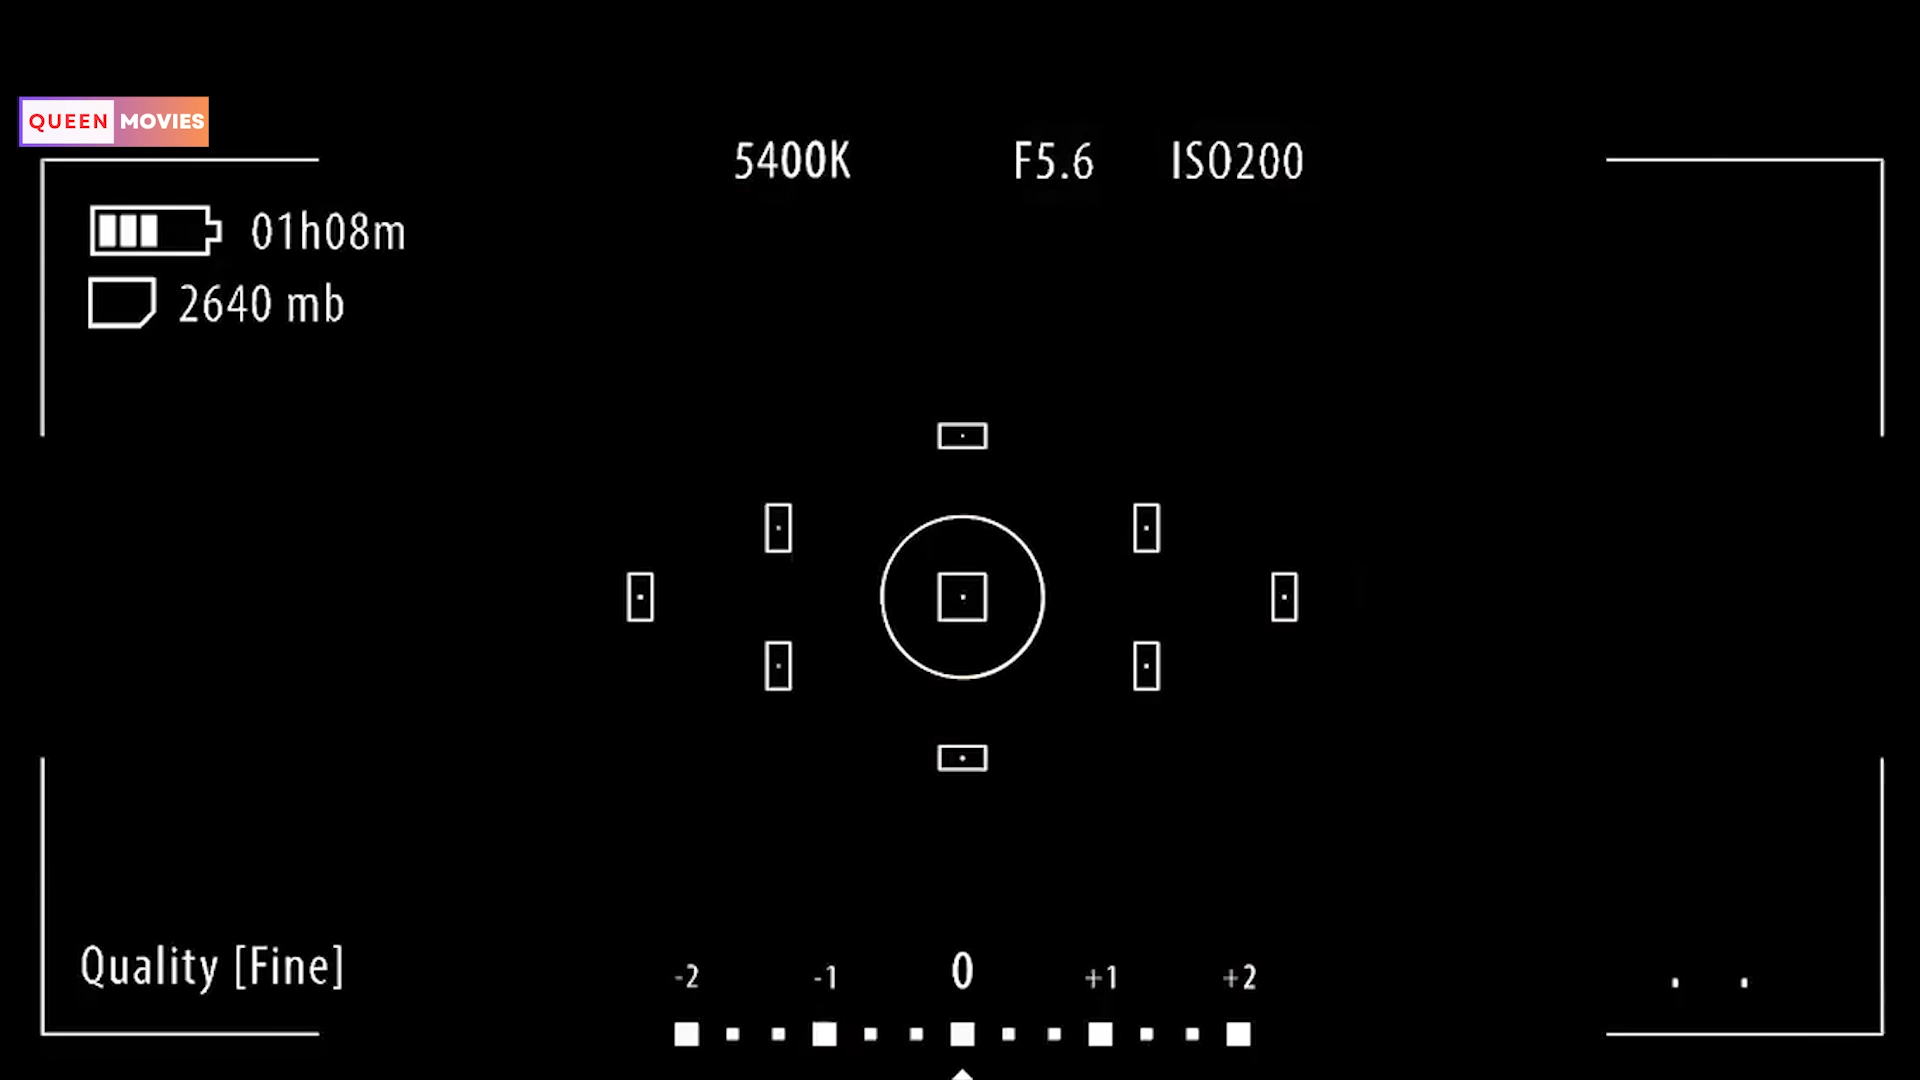 QUEEN MOVIES
5400K F5.6 ISO200
01h08m
2640 mb
Quality [Fine]
-2 -1 0 +1 +2